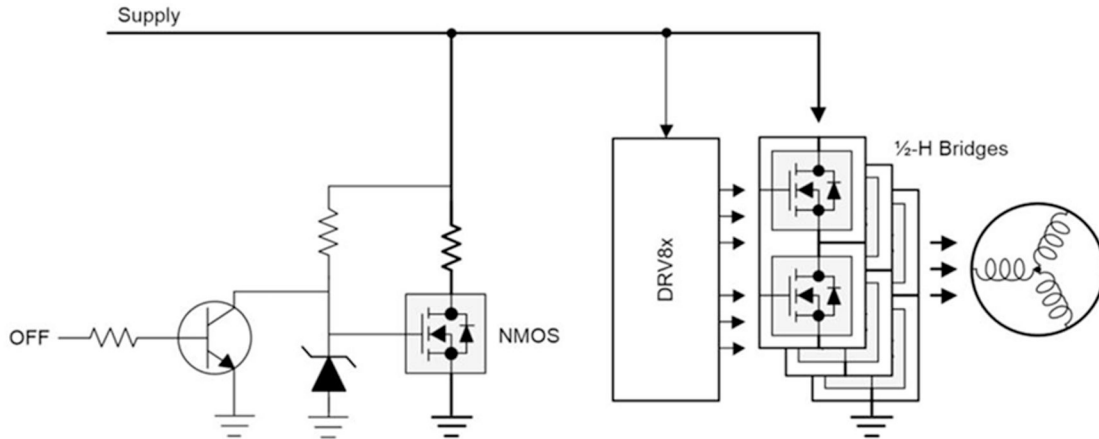 Supply
½-H Bridges
DRV8x
OFF
NMOS